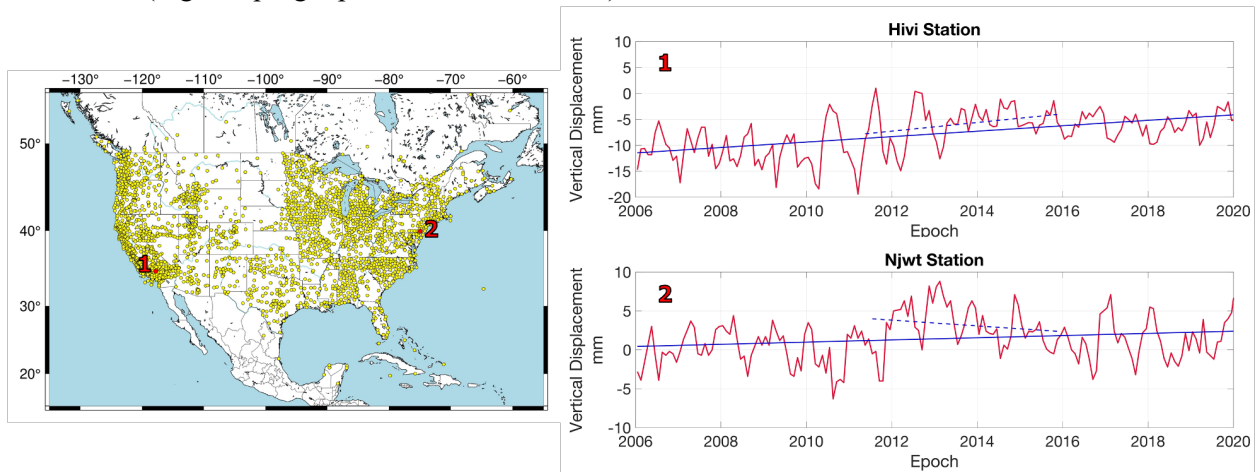 −130 −120 −110 −100 −90 −80 −70 −60
50°
40°
30°
20°
1
2
Hivi Station
1
Vertical Displacement
mm
10
5
0
-5
-10
-15
-20
2006 2008 2010 2012 2014 2016 2018 2020
Epoch
Njwt Station
2
Vertical Displacement
mm
10
5
0
-5
-10
2006 2008 2010 2012 2014 2016 2018 2020
Epoch